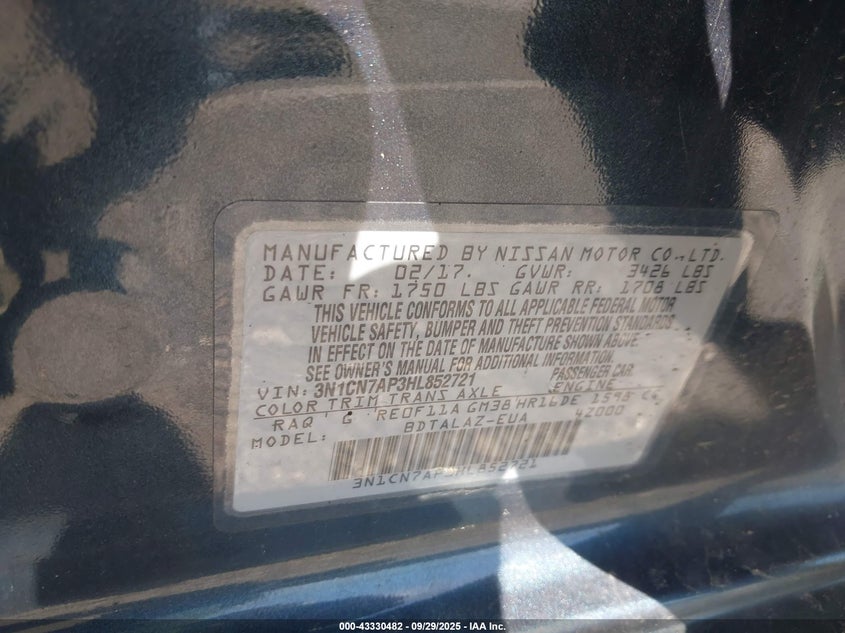 MANUFACTURED BY NISSAN MOTOR CO., LTD.
DATE: 02/17. GVWR: 3426 LBS
GAWR FR: 1750 LBS GAWR RR: 1708 LBS
THIS VEHICLE CONFORMS TO ALL APPLICABLE FEDERAL MOTOR
VEHICLE SAFETY, BUMPER AND THEFT PREVENTION STANDARDS
IN EFFECT ON THE DATE OF MANUFACTURE SHOWN ABOVE
SEE OWNER'S MANUAL FOR ADDITIONAL INFORMATION.
VIN: 3N1CN7AP3HL852721 PASSENGER CAR
COLOR TRIM TRANS AXLE ENGINE
RAQ G RE0F11A GM38 HR16DE 1598 CC
MODEL: BDTALAZ-EUA 4Z000
3N1CN7AP3HL852721
000-43330482 - 09/29/2025 - IAA Inc.